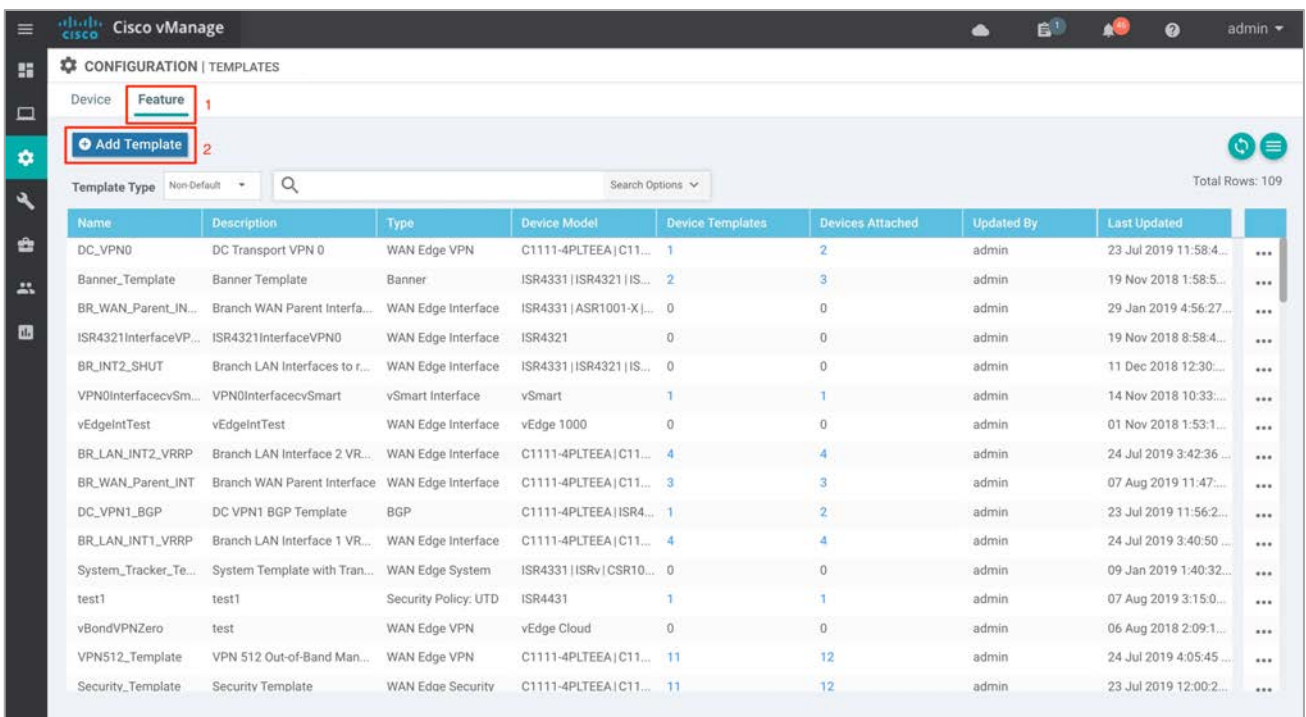 cisco Cisco vManage 1 46 admin
CONFIGURATION | TEMPLATES
Device Feature 1
Add Template 2
Template Type Non-Default Search Options Total Rows: 109
Name Description Type Device Model Device Templates Devices Attached Updated By Last Updated
DC_VPN0 DC Transport VPN 0 WAN Edge VPN C1111-4PLTEEA|C11... 1 2 admin 23 Jul 2019 11:58:4... •••
Banner_Template Banner Template Banner ISR4331|ISR4321|IS... 2 3 admin 19 Nov 2018 1:58:5... •••
BR_WAN_Parent_IN... Branch WAN Parent Interfa... WAN Edge Interface ISR4331|ASR1001-X|... 0 0 admin 29 Jan 2019 4:56:27... •••
ISR4321InterfaceVP... ISR4321InterfaceVPN0 WAN Edge Interface ISR4321 0 0 admin 19 Nov 2018 8:58:4... •••
BR_INT2_SHUT Branch LAN Interfaces to r... WAN Edge Interface ISR4331|ISR4321|IS... 0 0 admin 11 Dec 2018 12:30:... •••
VPN0InterfacecvSm... VPN0InterfacecvSmart vSmart Interface vSmart 1 1 admin 14 Nov 2018 10:33:... •••
vEdgeIntTest vEdgeIntTest WAN Edge Interface vEdge 1000 0 0 admin 01 Nov 2018 1:53:1... •••
BR_LAN_INT2_VRRP Branch LAN Interface 2 VR... WAN Edge Interface C1111-4PLTEEA|C11... 4 4 admin 24 Jul 2019 3:42:36 ... •••
BR_WAN_Parent_INT Branch WAN Parent Interface WAN Edge Interface C1111-4PLTEEA|C11... 3 3 admin 07 Aug 2019 11:47:... •••
DC_VPN1_BGP DC VPN1 BGP Template BGP C1111-4PLTEEA|ISR4... 1 2 admin 23 Jul 2019 11:56:2... •••
BR_LAN_INT1_VRRP Branch LAN Interface 1 VR... WAN Edge Interface C1111-4PLTEEA|C11... 4 4 admin 24 Jul 2019 3:40:50 ... •••
System_Tracker_Te... System Template with Tran... WAN Edge System ISR4331|ISRv|CSR10... 0 0 admin 09 Jan 2019 1:40:32... •••
test1 test1 Security Policy: UTD ISR4431 1 1 admin 07 Aug 2019 3:15:0... •••
vBondVPNZero test WAN Edge VPN vEdge Cloud 0 0 admin 06 Aug 2018 2:09:1... •••
VPN512_Template VPN 512 Out-of-Band Man... WAN Edge VPN C1111-4PLTEEA|C11... 11 12 admin 24 Jul 2019 4:05:45 ... •••
Security_Template Security Template WAN Edge Security C1111-4PLTEEA|C11... 11 12 admin 23 Jul 2019 12:00:2... •••